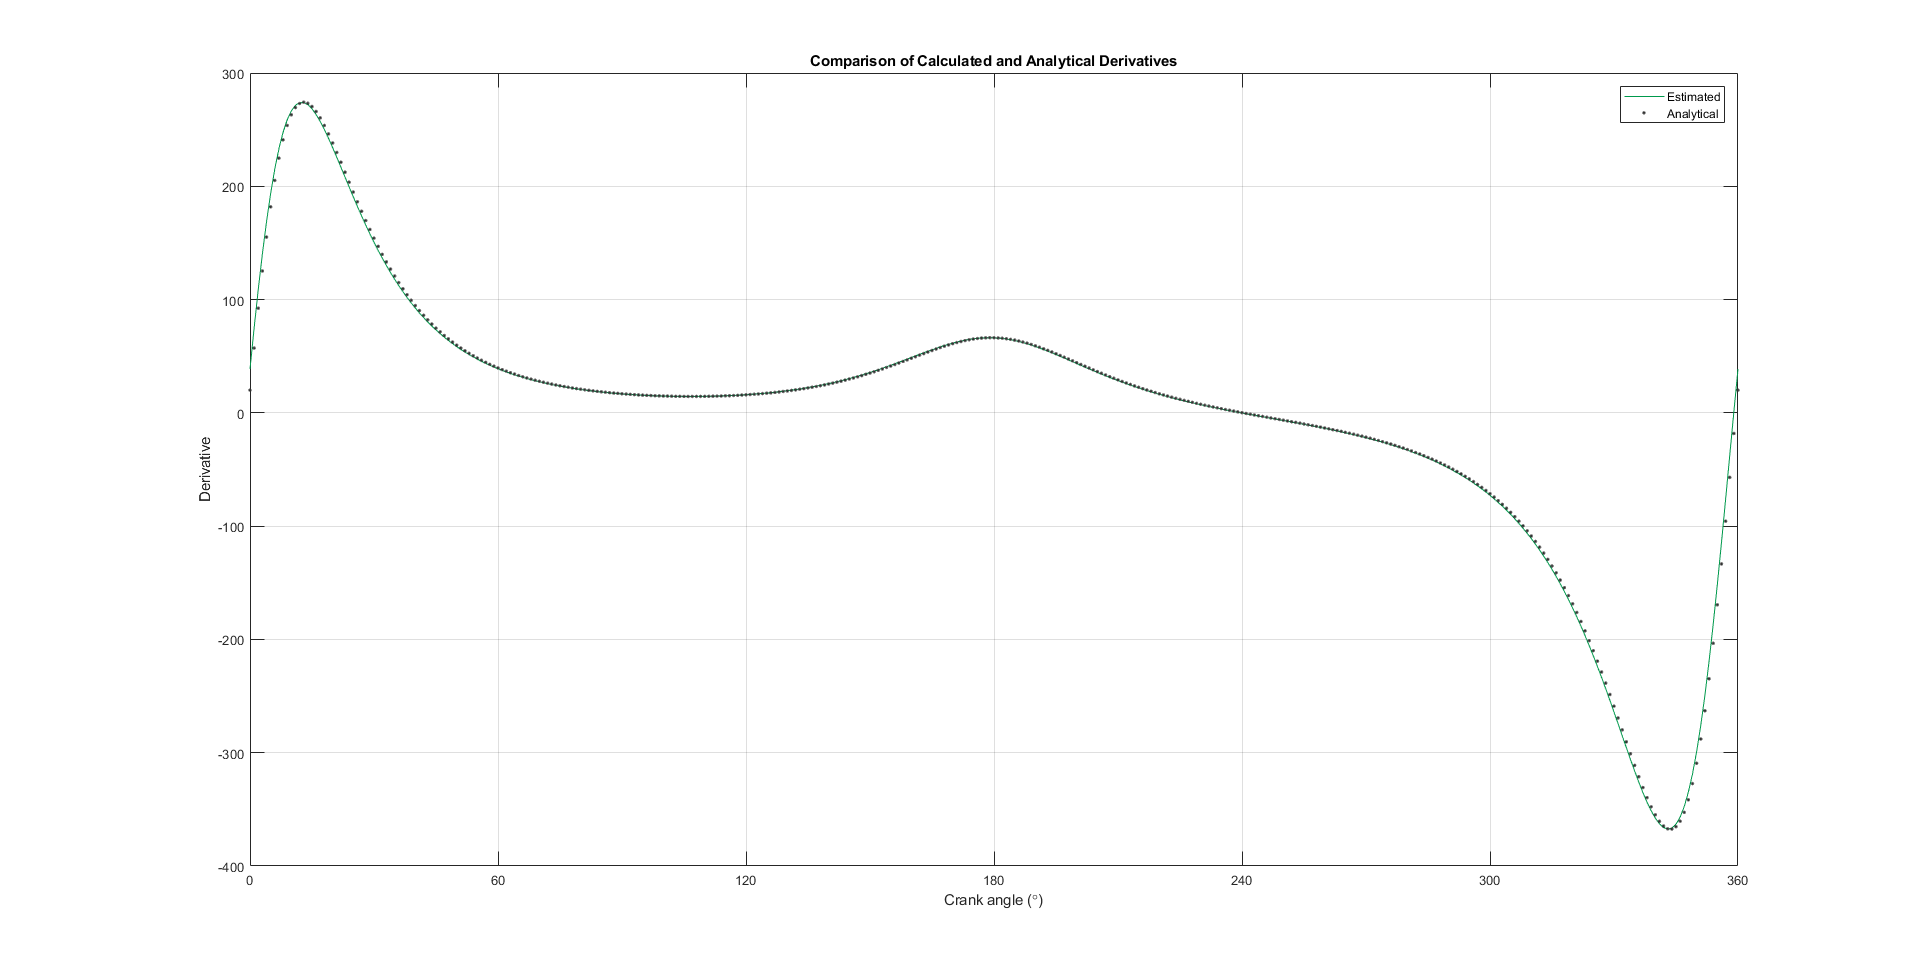 Comparison of Calculated and Analytical Derivatives
300
200
100
0
-100
-200
-300
-400
Derivative
Estimated
Analytical
0 60 120 180 240 300 360
Crank angle (°)